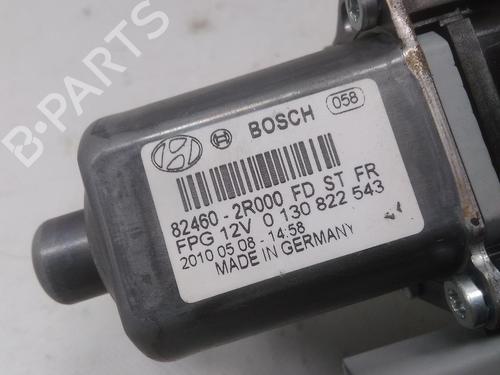 B-PARTS
BOSCH
058
82460-2R000 FD ST FR
FPG 12V 0 130 822 543
2010 05 08 - 14:58
MADE IN GERMANY